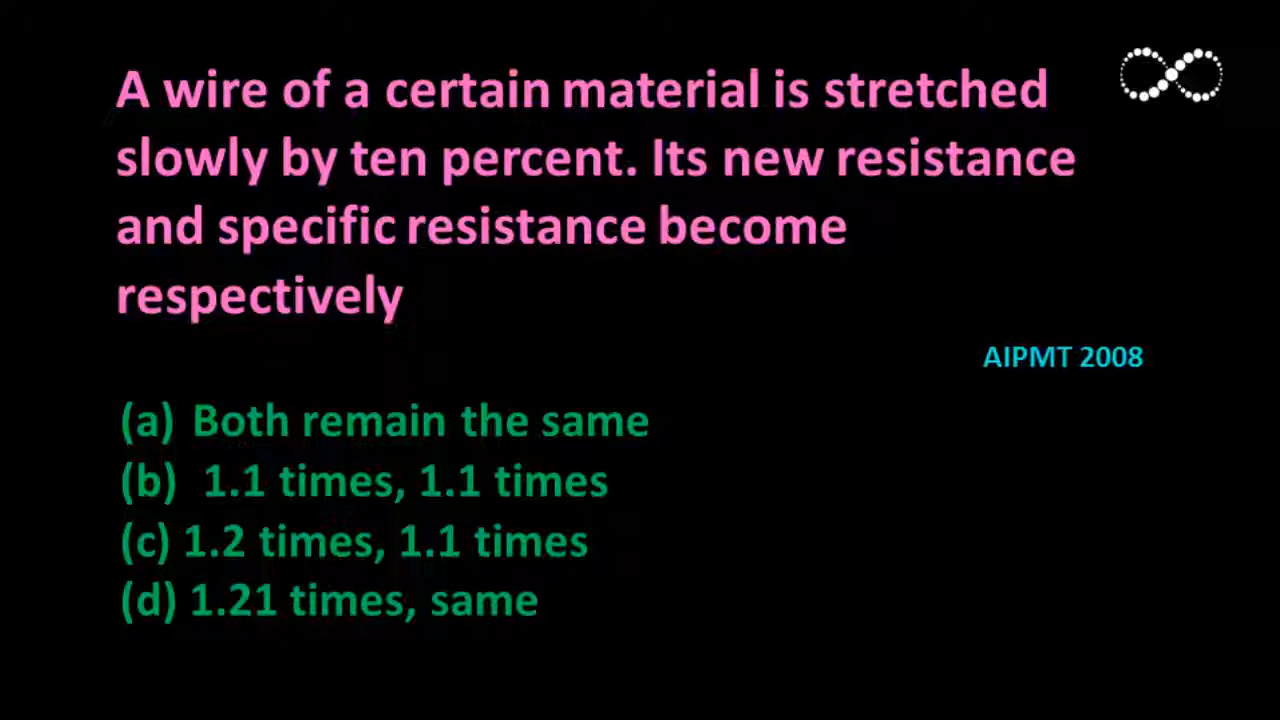 A wire of a certain material is stretched
slowly by ten percent. Its new resistance
and specific resistance become
respectively
AIPMT 2008
(a) Both remain the same
(b) 1.1 times, 1.1 times
(c) 1.2 times, 1.1 times
(d) 1.21 times, same